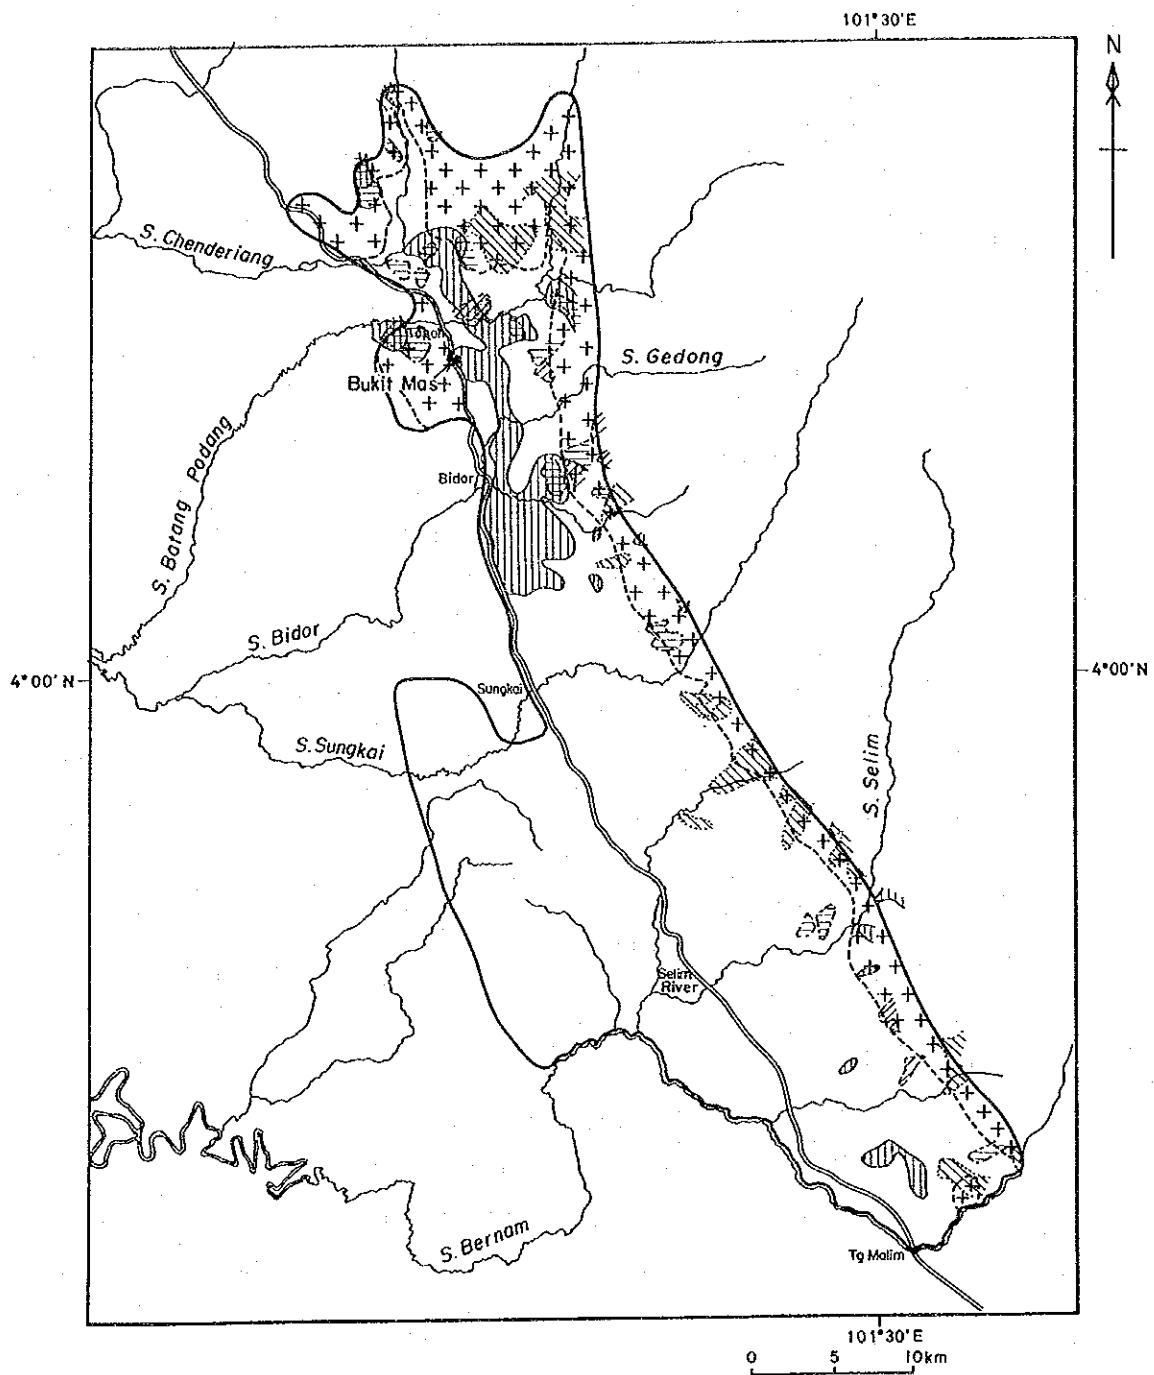 101°30'E
N
S. Chenderiang
Tapah
S. Gedong
Bukit Mas
S. Batang Padang
Bidor
S. Bidor
4°00'N
4°00'N
Sungkai
S. Sungkai
S. Selim
Selim
River
S. Bernam
Tg Malim
101°30'E
0 5 10km